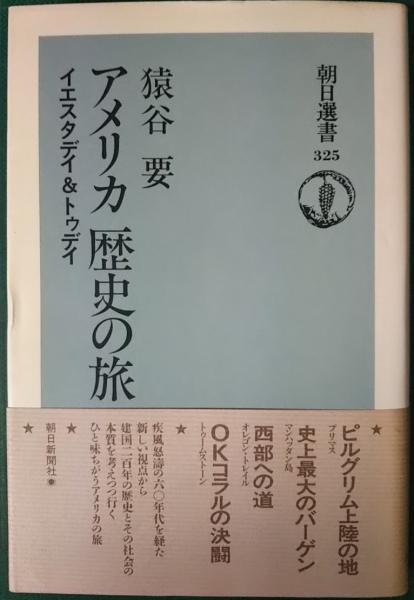 朝日選書
325
猿谷 要
アメリカ 歴史の旅
イエスタデイ&トゥデイ
★
ピルグリム上陸の地
プリマス
史上最大のバーゲン
マンハッタン島
西部への道
オレゴン・トレイル
OKコラルの決闘
トゥームストーン
★
疾風怒濤の六〇年代を経た
新しい視点から
建国二百年の歴史とその社会の
本質を考えつつ行く
ひと味ちがうアメリカの旅
★
朝日新聞社
★